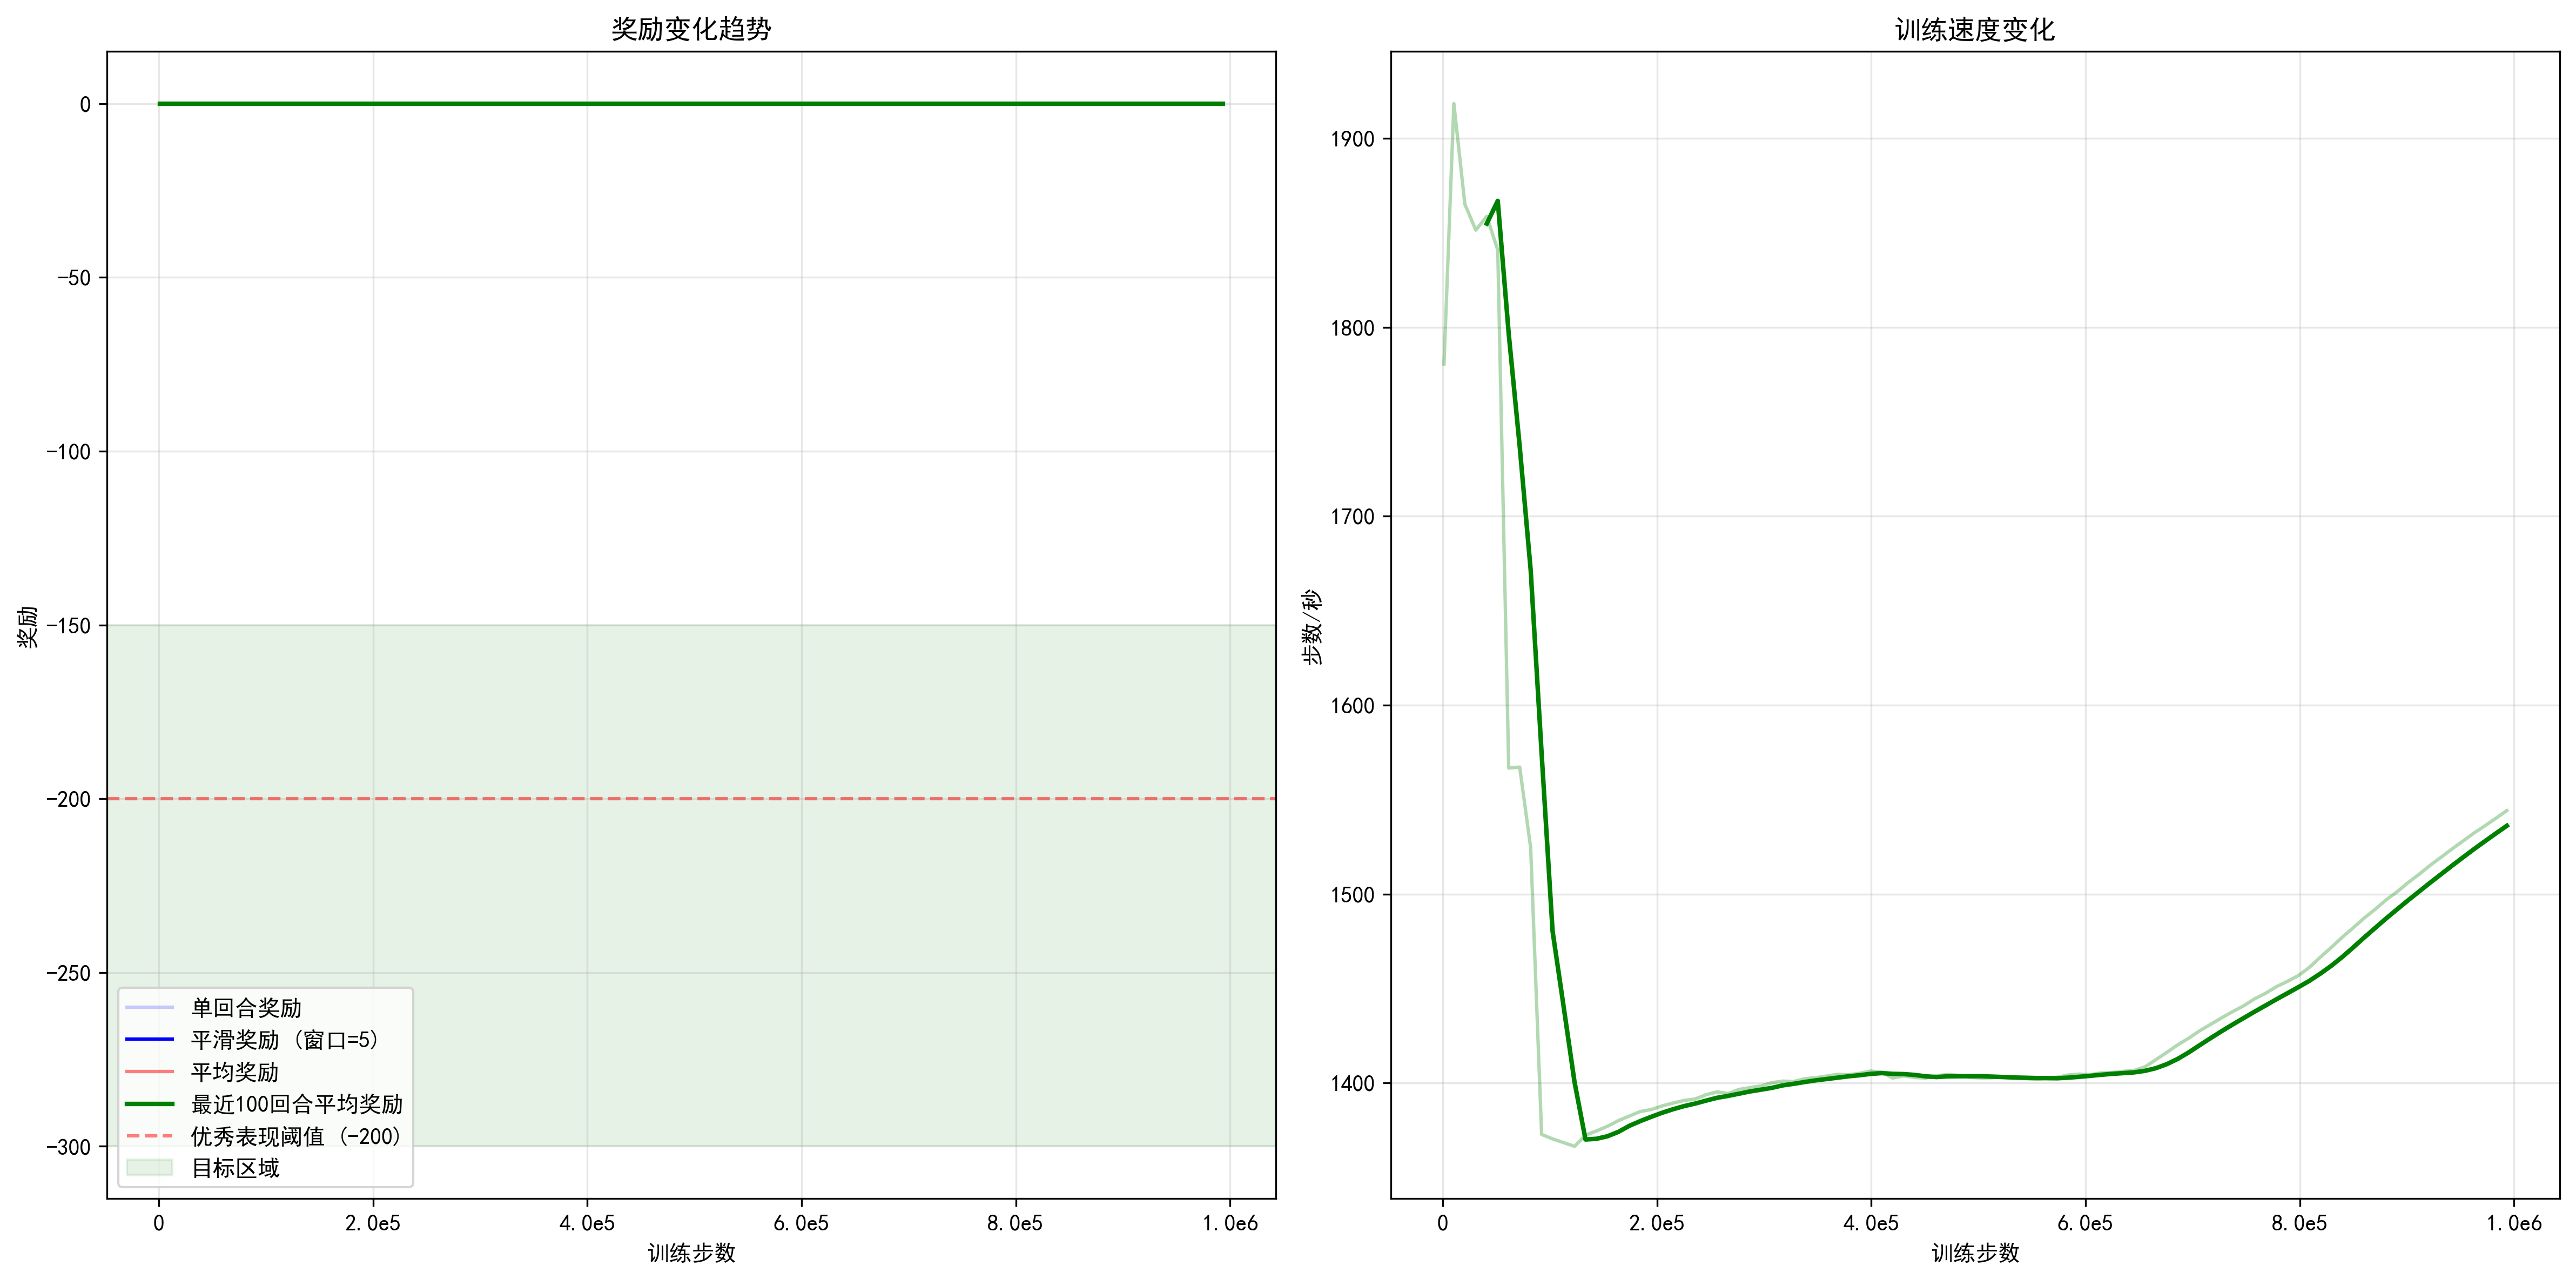 奖励变化趋势
0
-50
-100
-150
-200
-250
-300
奖励
单回合奖励
平滑奖励 (窗口=5)
平均奖励
最近100回合平均奖励
优秀表现阈值 (-200)
目标区域
0 2.0e5 4.0e5 6.0e5 8.0e5 1.0e6
训练步数
训练速度变化
1900
1800
1700
1600
1500
1400
步数/秒
0 2.0e5 4.0e5 6.0e5 8.0e5 1.0e6
训练步数